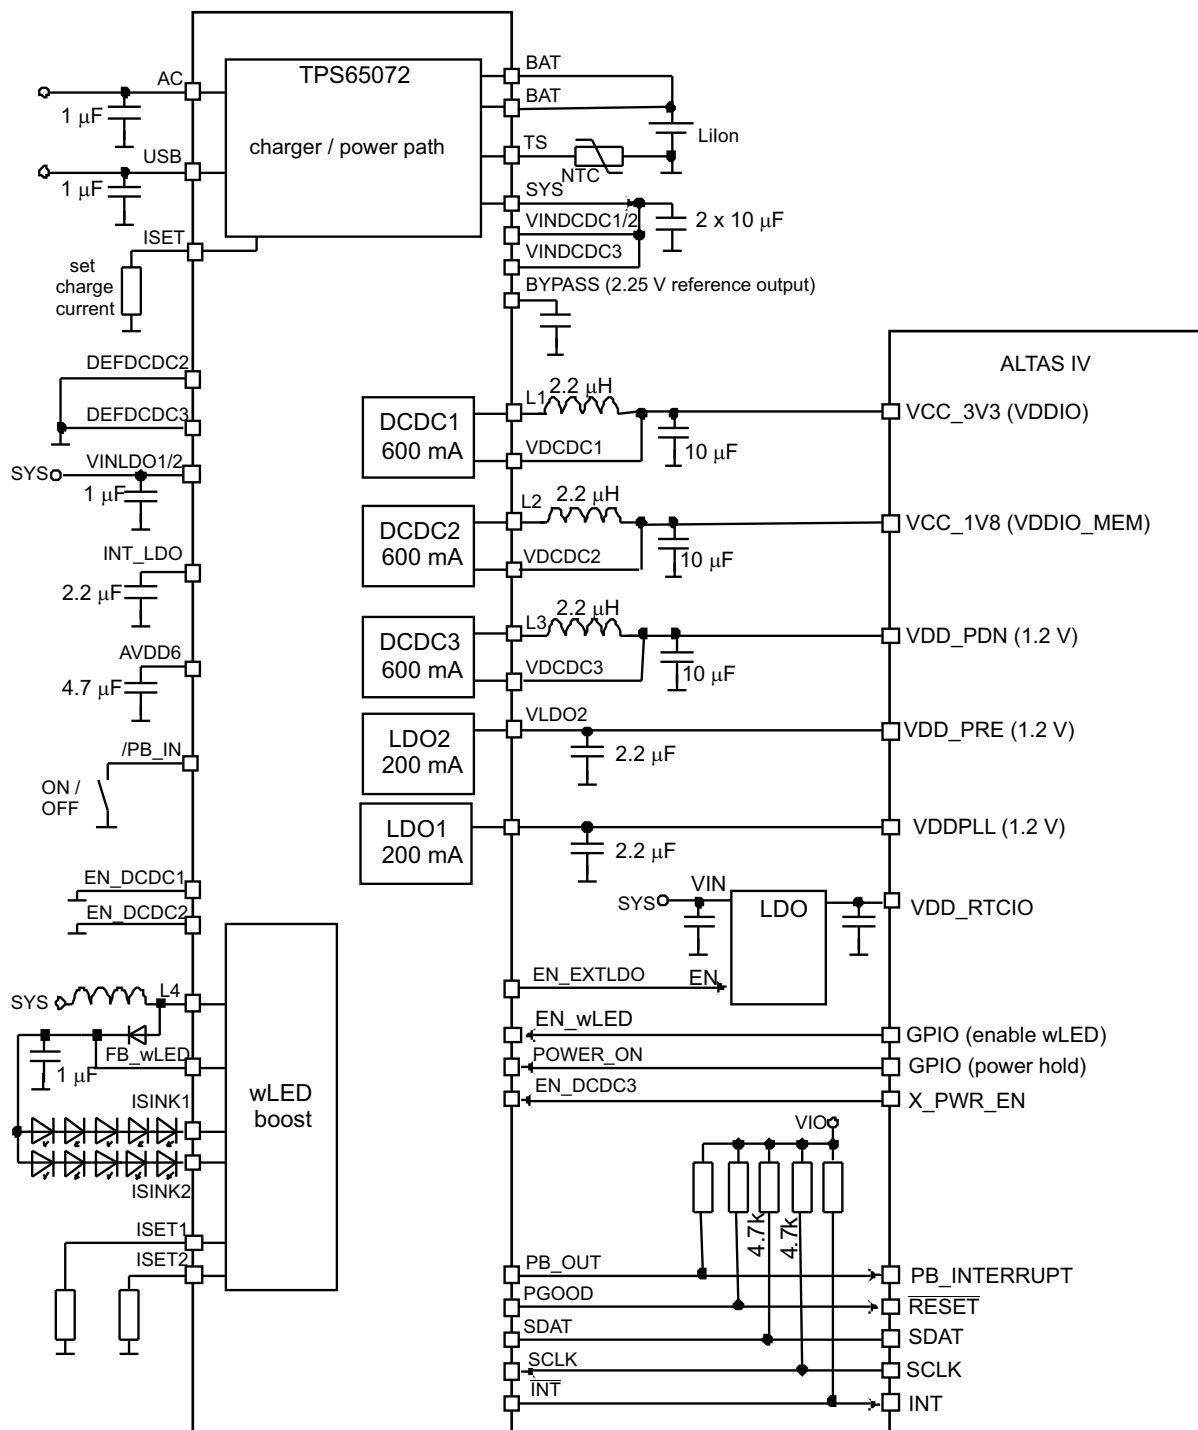 TPS65072
charger / power path
AC
1 μF
USB
1 μF
ISET
set
charge
current
BAT
BAT
LiIon
TS
NTC
SYS
VINDCDC1/2
2 x 10 μF
VINDCDC3
BYPASS (2.25 V reference output)
DEFDCDC2
DEFDCDC3
SYS
VINLDO1/2
1 μF
INT_LDO
2.2 μF
AVDD6
4.7 μF
/PB_IN
ON /
OFF
EN_DCDC1
EN_DCDC2
SYS
L4
FB_wLED
1 μF
ISINK1
ISINK2
wLED
boost
ISET1
ISET2
ALTAS IV
DCDC1
600 mA
L1
2.2 μH
VDCDC1
10 μF
VCC_3V3 (VDDIO)
DCDC2
600 mA
L2
2.2 μH
VDCDC2
10 μF
VCC_1V8 (VDDIO_MEM)
DCDC3
600 mA
L3
2.2 μH
VDCDC3
10 μF
VDD_PDN (1.2 V)
LDO2
200 mA
VLDO2
2.2 μF
VDD_PRE (1.2 V)
LDO1
200 mA
2.2 μF
VDDPLL (1.2 V)
SYS
VIN
LDO
VDD_RTCIO
EN_EXTLDO
EN
EN_wLED
GPIO (enable wLED)
POWER_ON
GPIO (power hold)
EN_DCDC3
X_PWR_EN
VIO
4.7k
4.7k
PB_OUT
PB_INTERRUPT
PGOOD
RESET
SDAT
SDAT
SCLK
SCLK
INT
INT